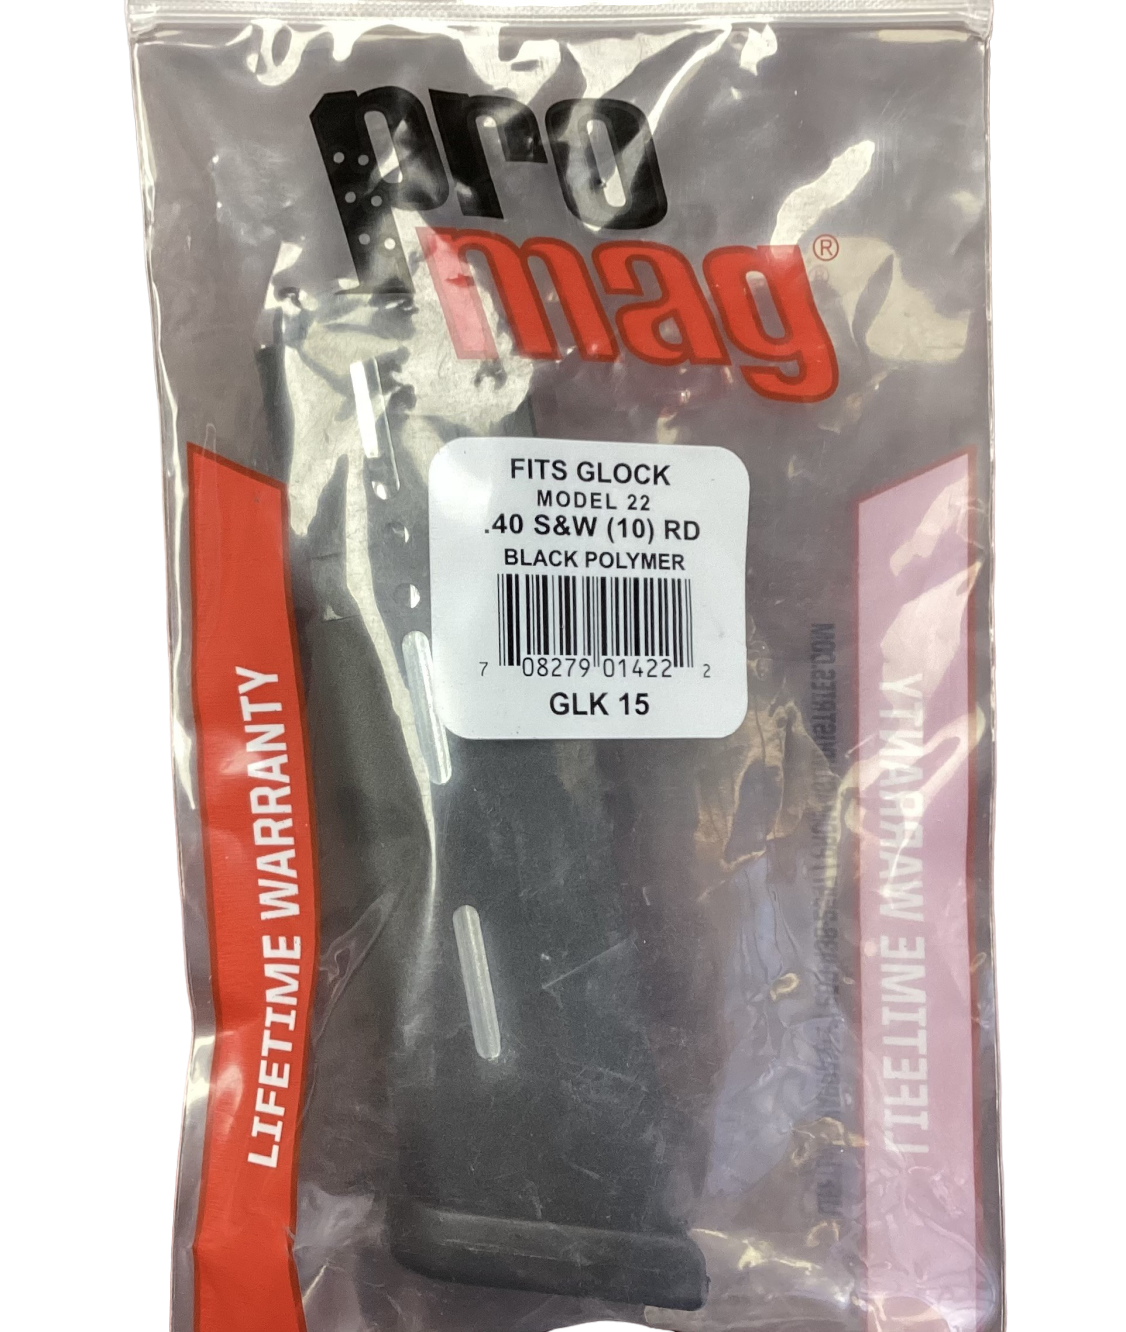 pro
mag®
FITS GLOCK
MODEL 22
.40 S&W (10) RD
BLACK POLYMER
7 08279 01422 2
GLK 15
LIFETIME WARRANTY
LIFETIME WARRANTY